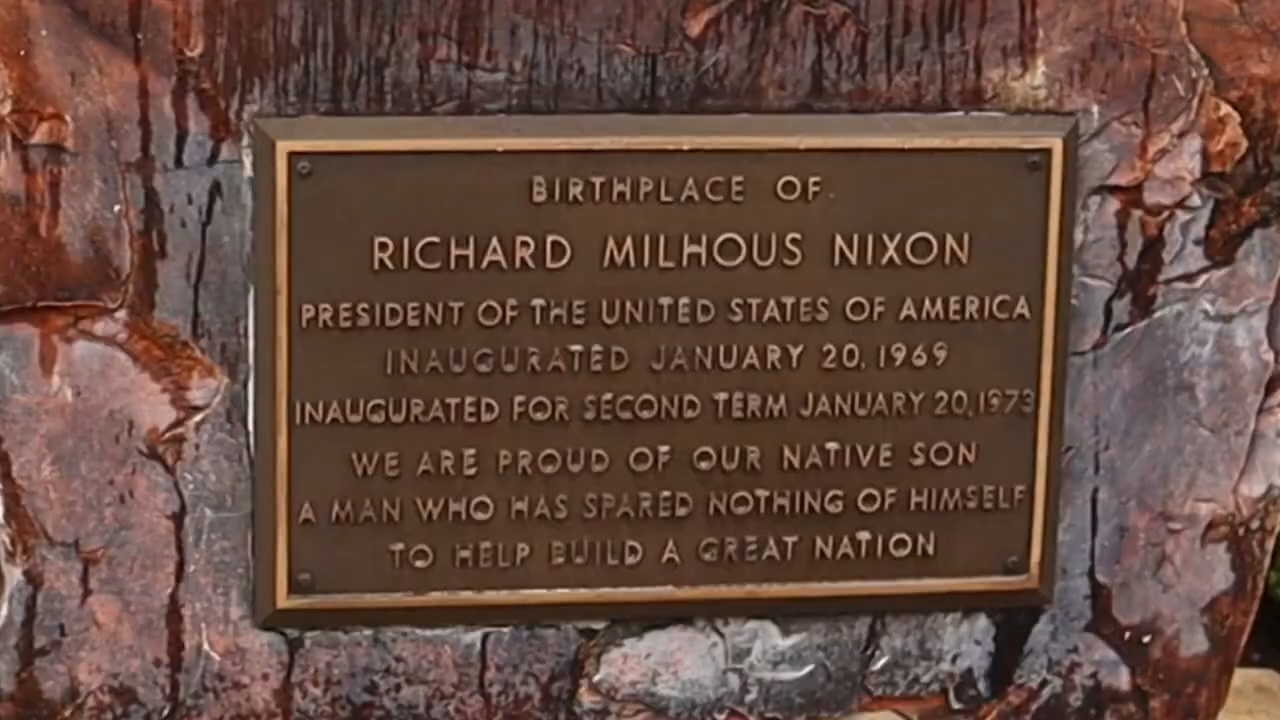 BIRTHPLACE OF
RICHARD MILHOUS NIXON
PRESIDENT OF THE UNITED STATES OF AMERICA
INAUGURATED JANUARY 20, 1969
INAUGURATED FOR SECOND TERM JANUARY 20, 1973
WE ARE PROUD OF OUR NATIVE SON
A MAN WHO HAS SPARED NOTHING OF HIMSELF
TO HELP BUILD A GREAT NATION